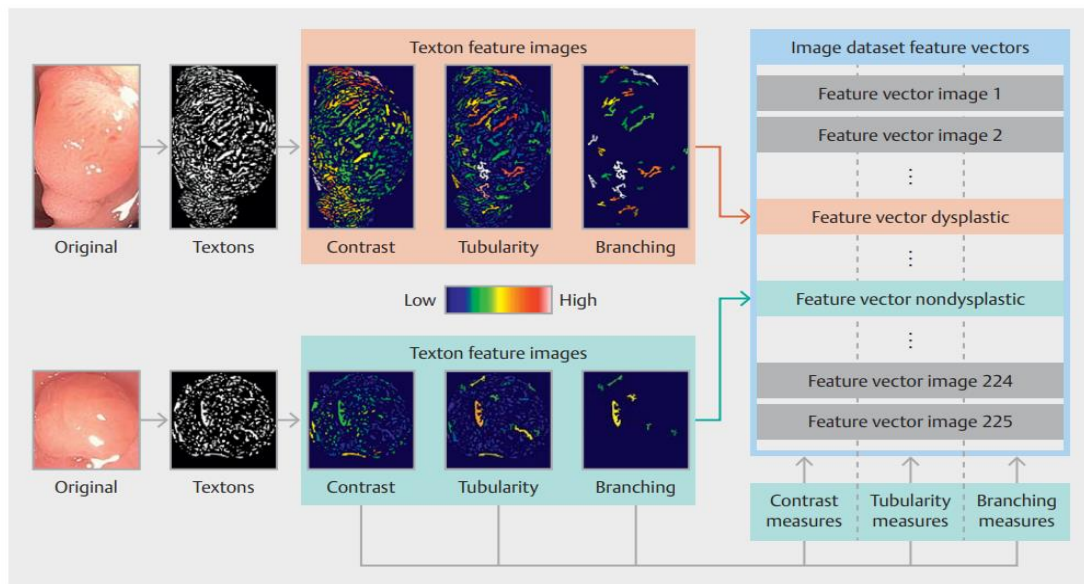 Texton feature images
Original
Textons
Contrast
Tubularity
Branching
Low
High
Texton feature images
Original
Textons
Contrast
Tubularity
Branching
Image dataset feature vectors
Feature vector image 1
Feature vector image 2
⋮
Feature vector dysplastic
⋮
Feature vector nondysplastic
⋮
Feature vector image 224
Feature vector image 225
Contrast
measures
Tubularity
measures
Branching
measures